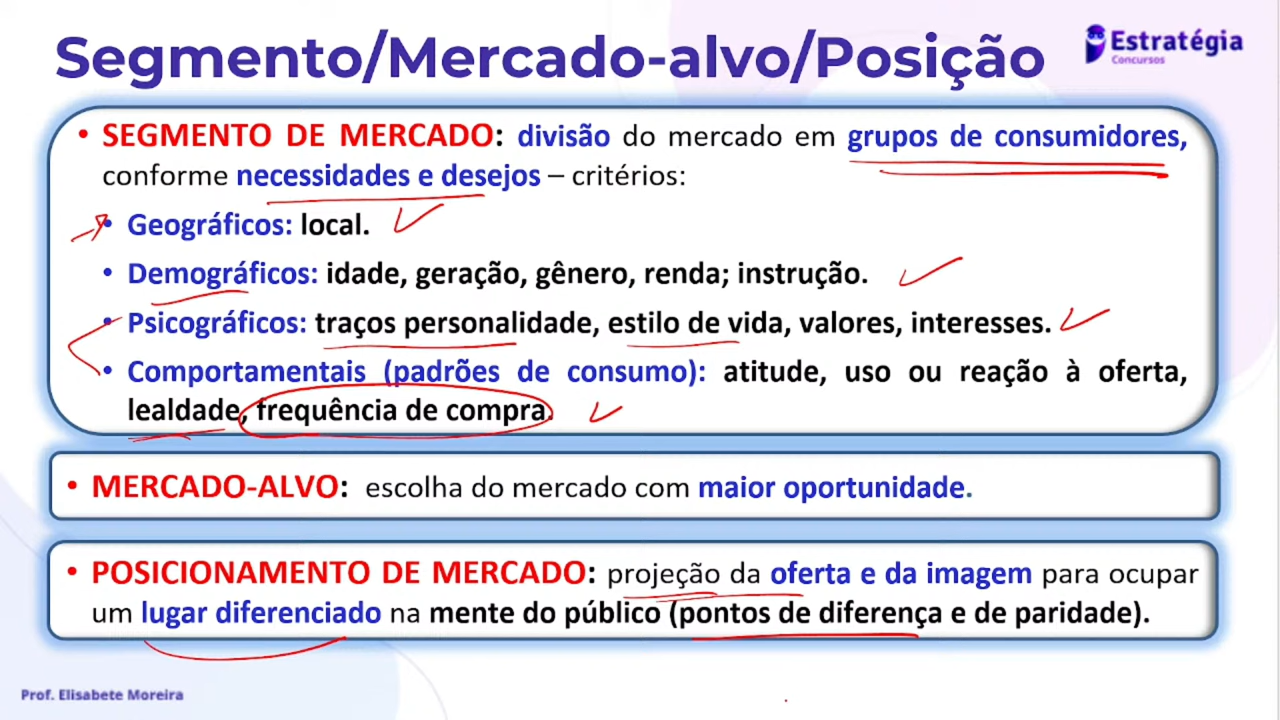 Segmento/Mercado-alvo/Posição
Estratégia
Concursos
• SEGMENTO DE MERCADO: divisão do mercado em grupos de consumidores,
conforme necessidades e desejos – critérios:
• Geográficos: local.
• Demográficos: idade, geração, gênero, renda; instrução.
• Psicográficos: traços personalidade, estilo de vida, valores, interesses.
• Comportamentais (padrões de consumo): atitude, uso ou reação à oferta,
lealdade, frequência de compra.
• MERCADO-ALVO: escolha do mercado com maior oportunidade.
• POSICIONAMENTO DE MERCADO: projeção da oferta e da imagem para ocupar
um lugar diferenciado na mente do público (pontos de diferença e de paridade).
Prof. Elisabete Moreira